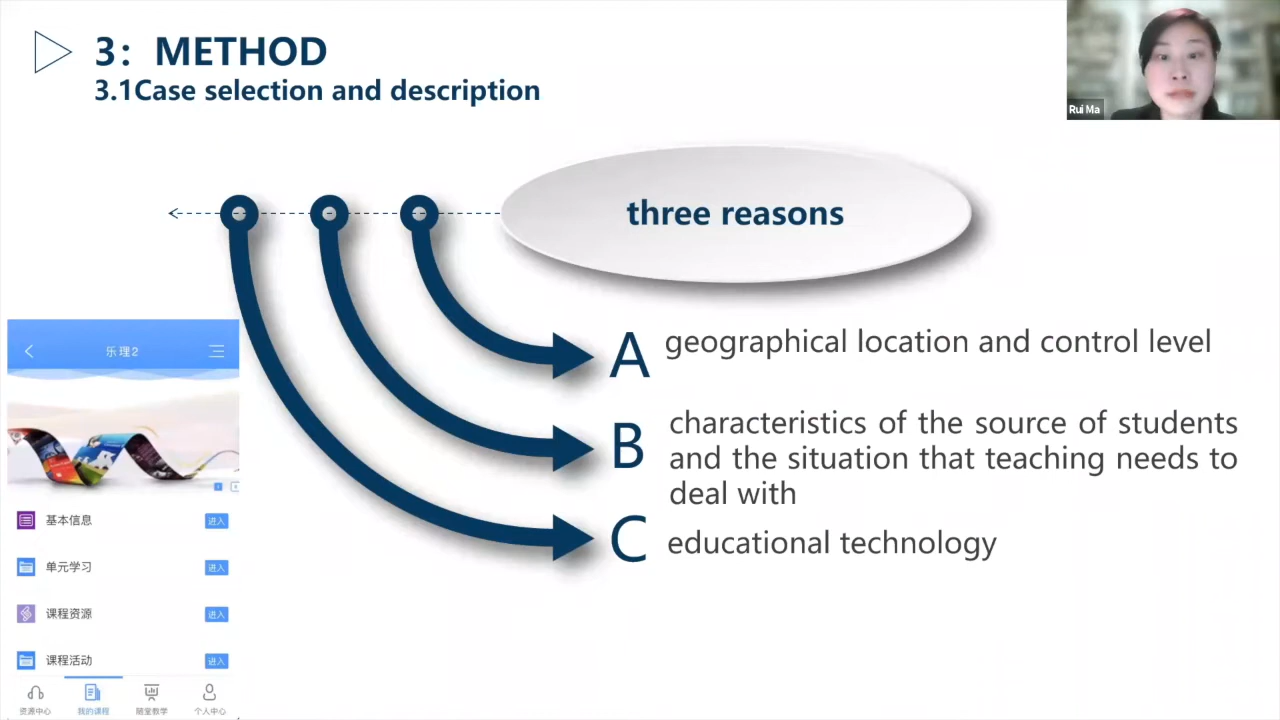 3：METHOD
3.1Case selection and description
Rui Ma
three reasons
A
geographical location and control level
B
characteristics of the source of students
and the situation that teaching needs to
deal with
C
educational technology
乐理2
基本信息 进入
单元学习 进入
课程资源 进入
课程活动 进入
资源中心 我的课程 随堂教学 个人中心